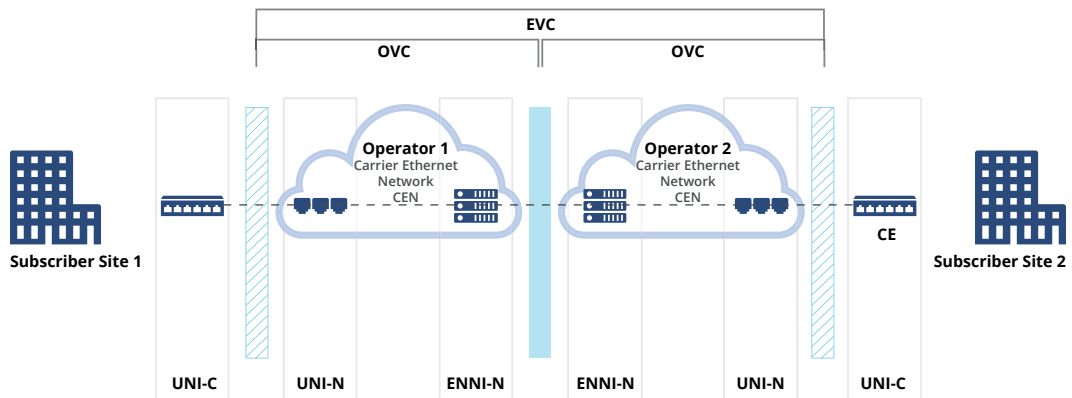 EVC
OVC
OVC
Operator 1
Carrier Ethernet
Network
CEN
Operator 2
Carrier Ethernet
Network
CEN
CE
Subscriber Site 1
Subscriber Site 2
UNI-C
UNI-N
ENNI-N
ENNI-N
UNI-N
UNI-C